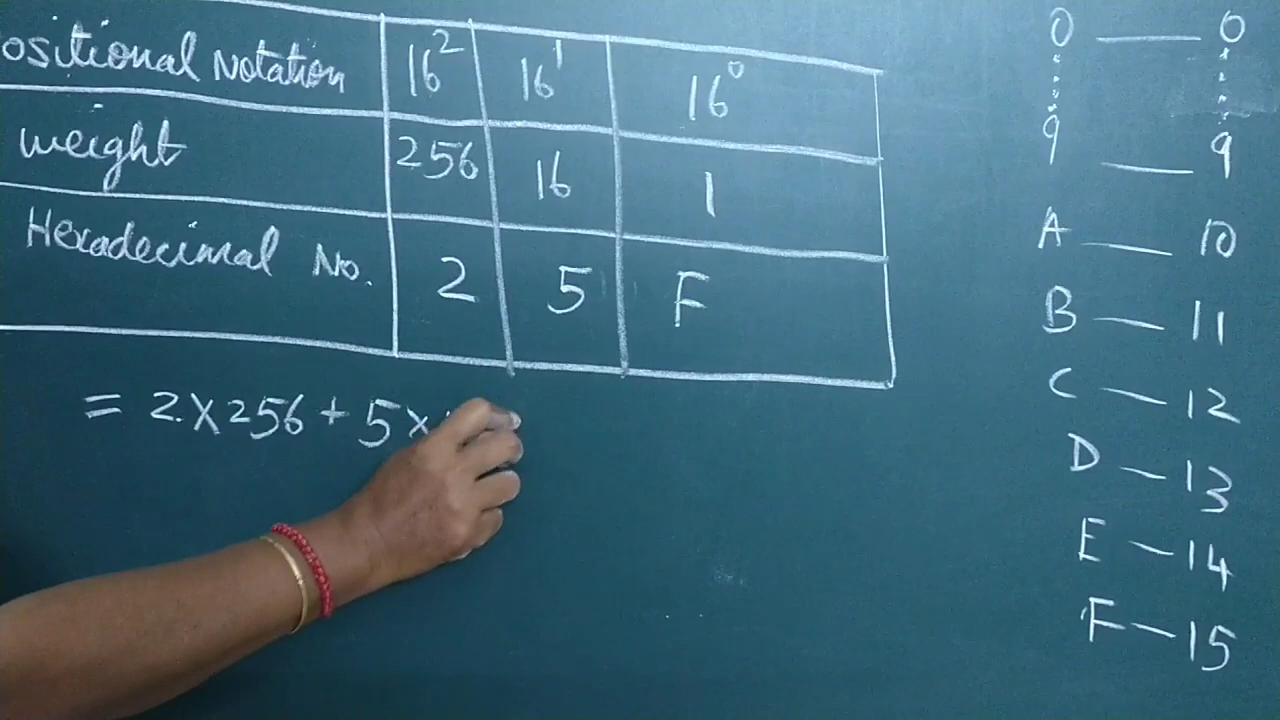 ositional Notation 16² 16¹ 16⁰
weight 256 16 1
Hexadecimal No. 2 5 F
= 2 X 256 + 5 X
0 — 0
9 — 9
A — 10
B — 11
C — 12
D — 13
E — 14
F — 15